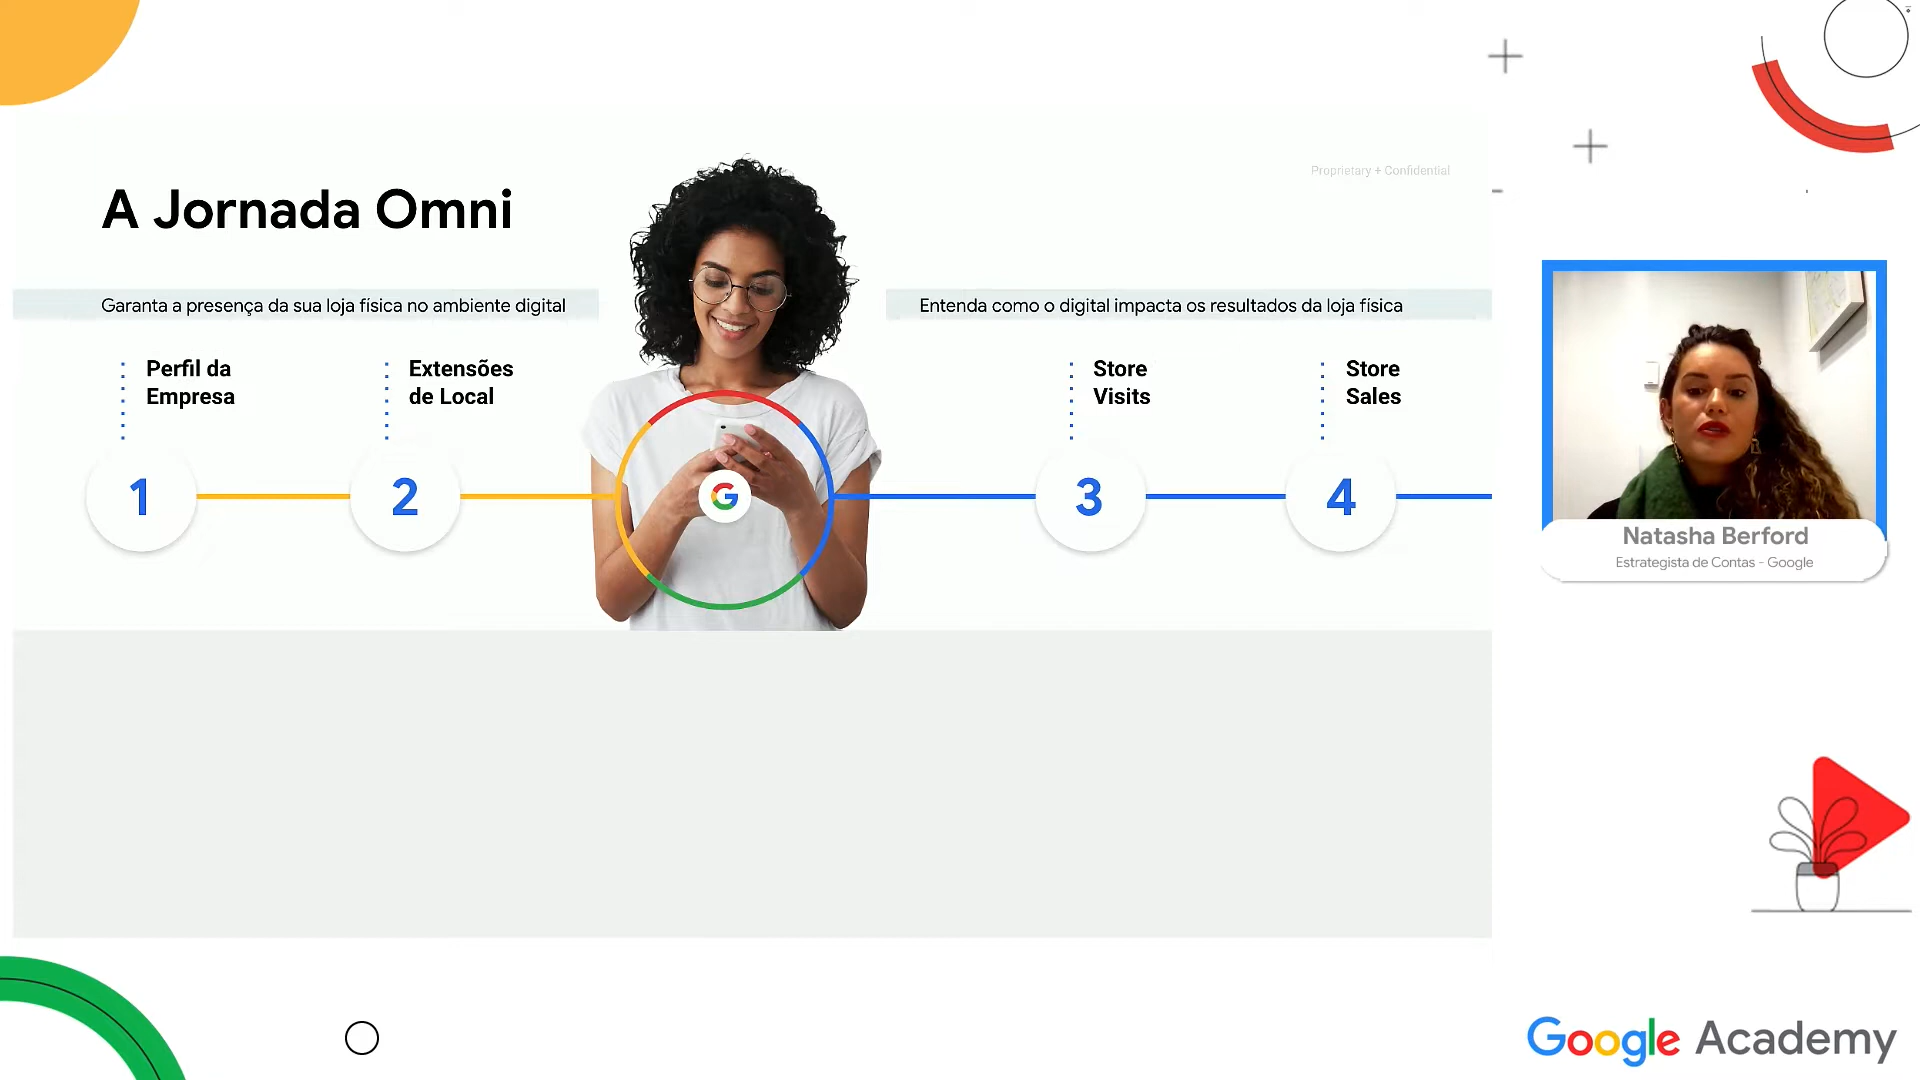 Proprietary + Confidential
A Jornada Omni
Garanta a presença da sua loja física no ambiente digital
Entenda como o digital impacta os resultados da loja física
Perfil da
Empresa
Extensões
de Local
Store
Visits
Store
Sales
1
2
G
3
4
Natasha Berford
Estrategista de Contas - Google
Google Academy